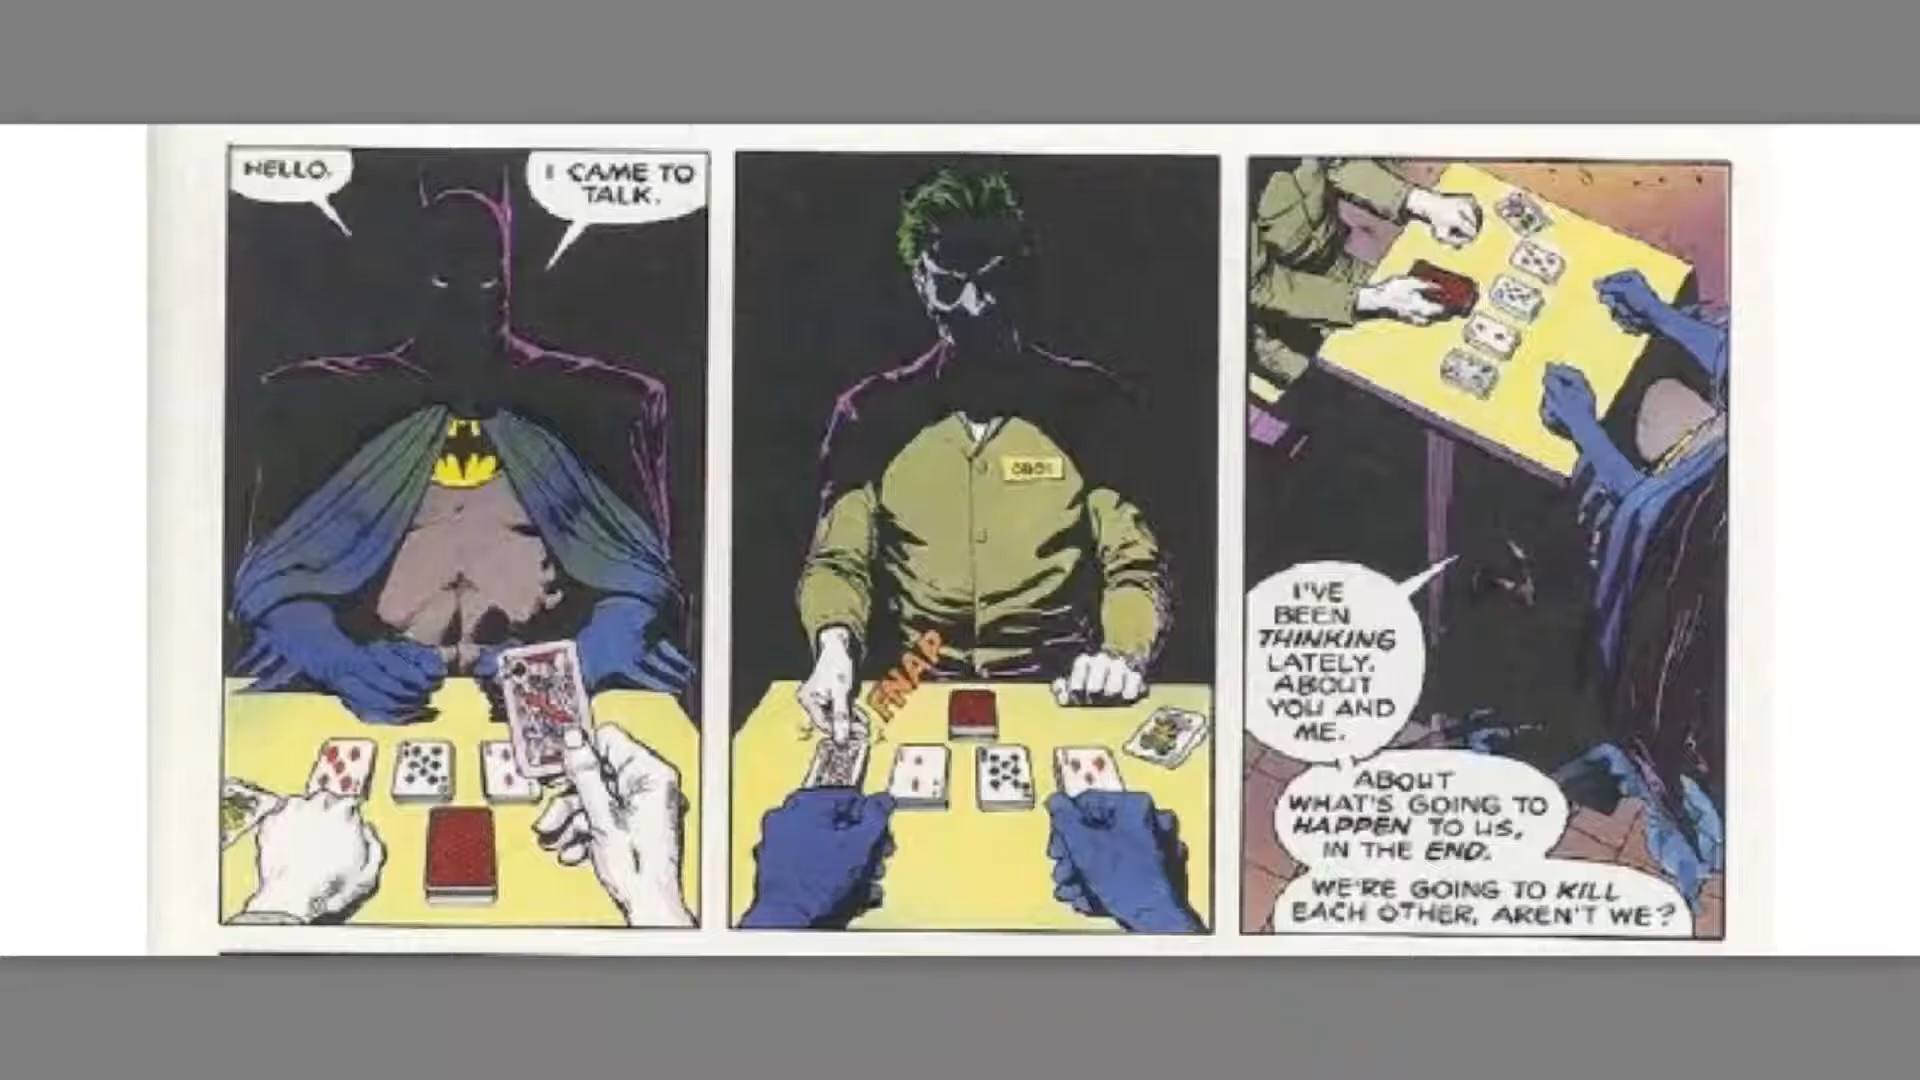 HELLO.
I CAME TO
TALK.
FNAP
I'VE
BEEN
THINKING
LATELY.
ABOUT
YOU AND
ME.
ABOUT
WHAT'S GOING TO
HAPPEN TO US,
IN THE END.
WE'RE GOING TO KILL
EACH OTHER, AREN'T WE?